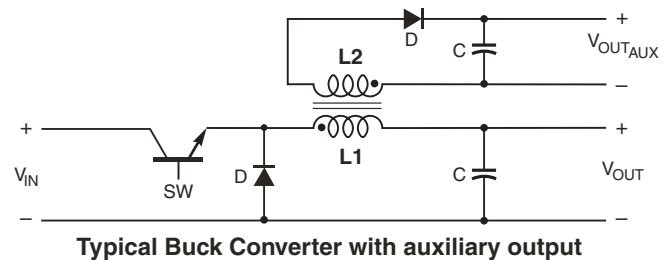 D
C
+
V_OUT_AUX
−
L2
+
+
V_IN
SW
D
L1
C
V_OUT
−
−
Typical Buck Converter with auxiliary output